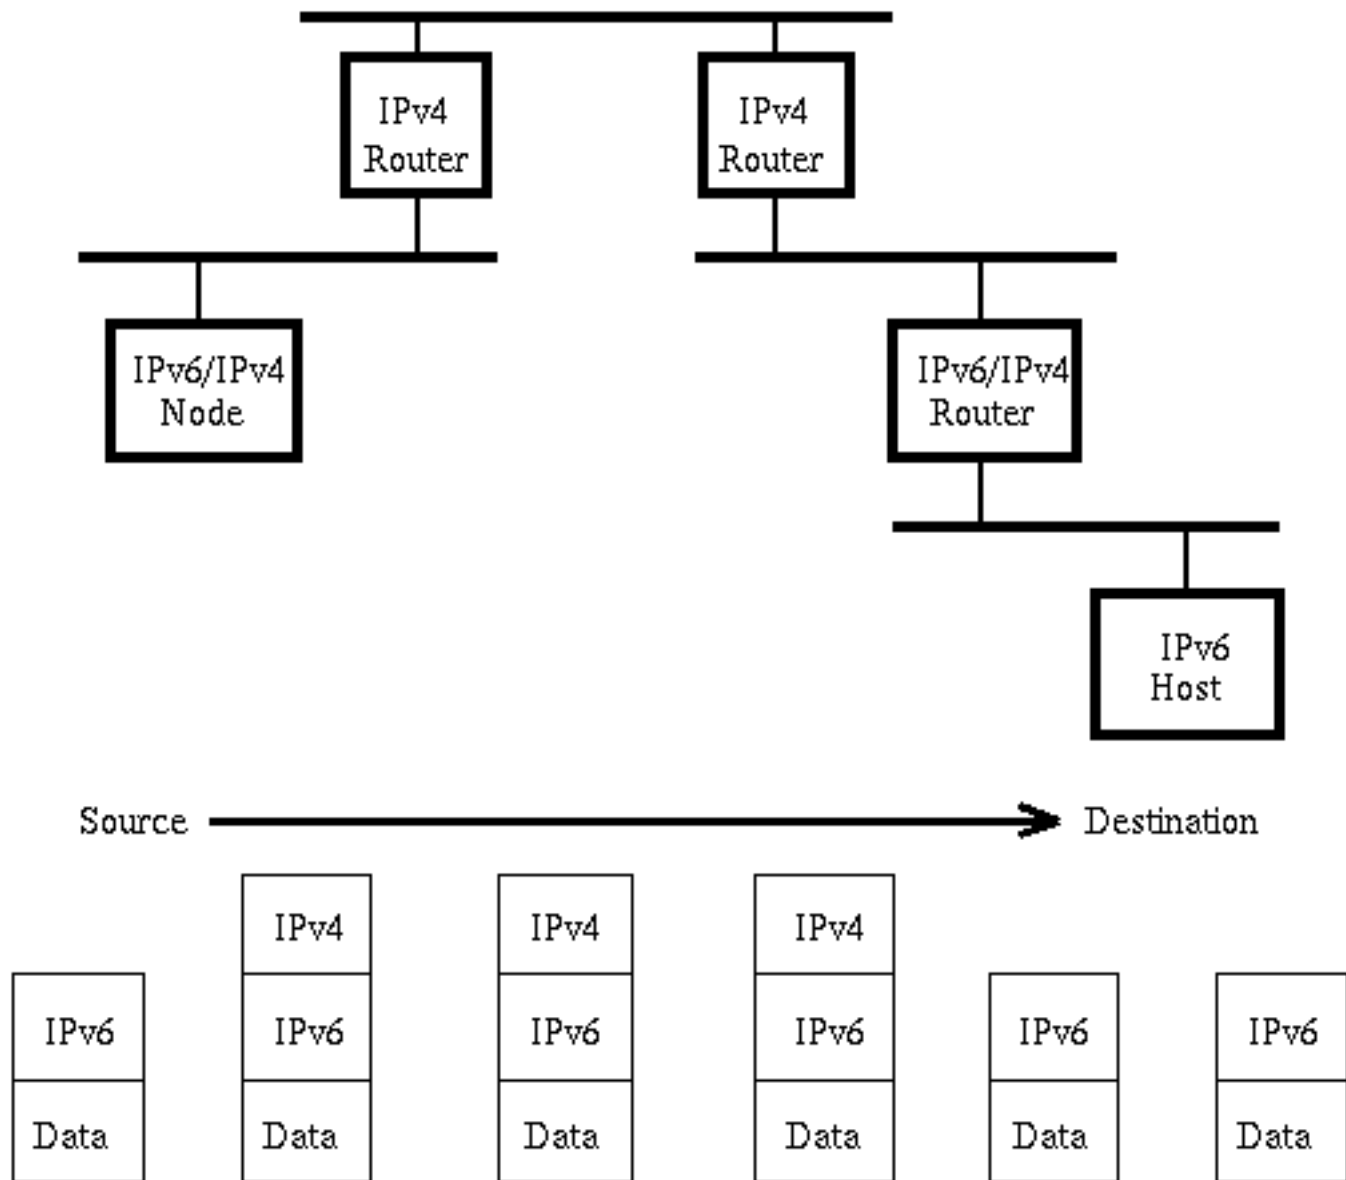 IPv4
Router
IPv4
Router
IPv6/IPv4
Node
IPv6/IPv4
Router
IPv6
Host
Source
Destination
IPv6
Data
IPv4
IPv6
Data
IPv4
IPv6
Data
IPv4
IPv6
Data
IPv6
Data
IPv6
Data